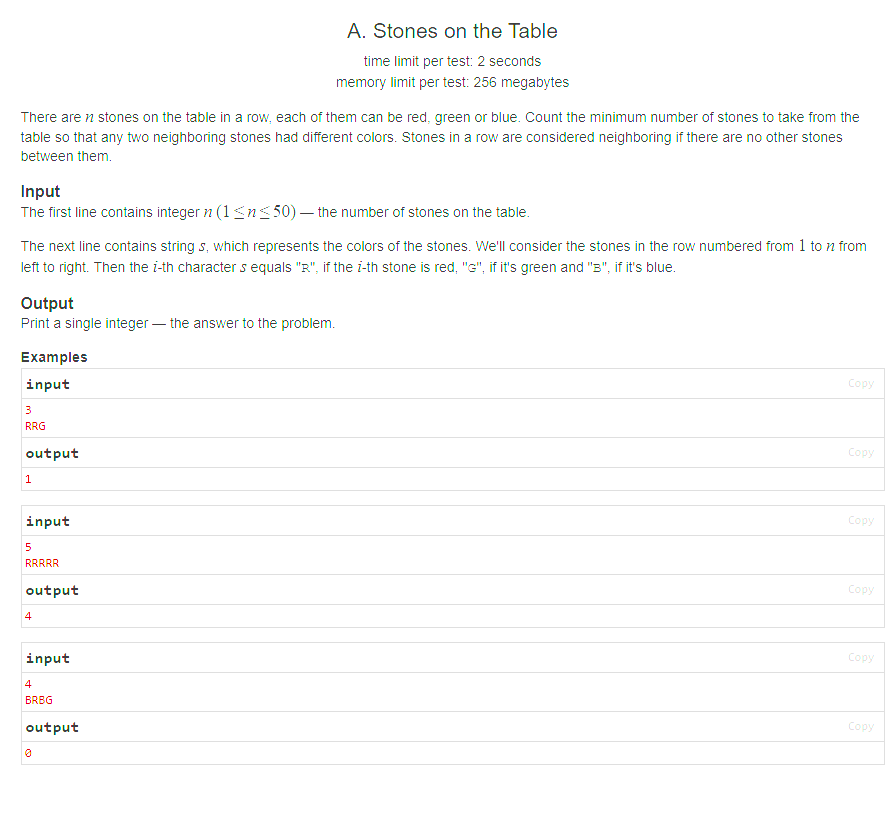 A. Stones on the Table
time limit per test: 2 seconds
memory limit per test: 256 megabytes
There are n stones on the table in a row, each of them can be red, green or blue. Count the minimum number of stones to take from the
table so that any two neighboring stones had different colors. Stones in a row are considered neighboring if there are no other stones
between them.
Input
The first line contains integer n (1 ≤ n ≤ 50) — the number of stones on the table.
The next line contains string s, which represents the colors of the stones. We'll consider the stones in the row numbered from 1 to n from
left to right. Then the i-th character s equals "R", if the i-th stone is red, "G", if it's green and "B", if it's blue.
Output
Print a single integer — the answer to the problem.
Examples
input Copy
3
RRG
output Copy
1
input Copy
5
RRRRR
output Copy
4
input Copy
4
BRBG
output Copy
0